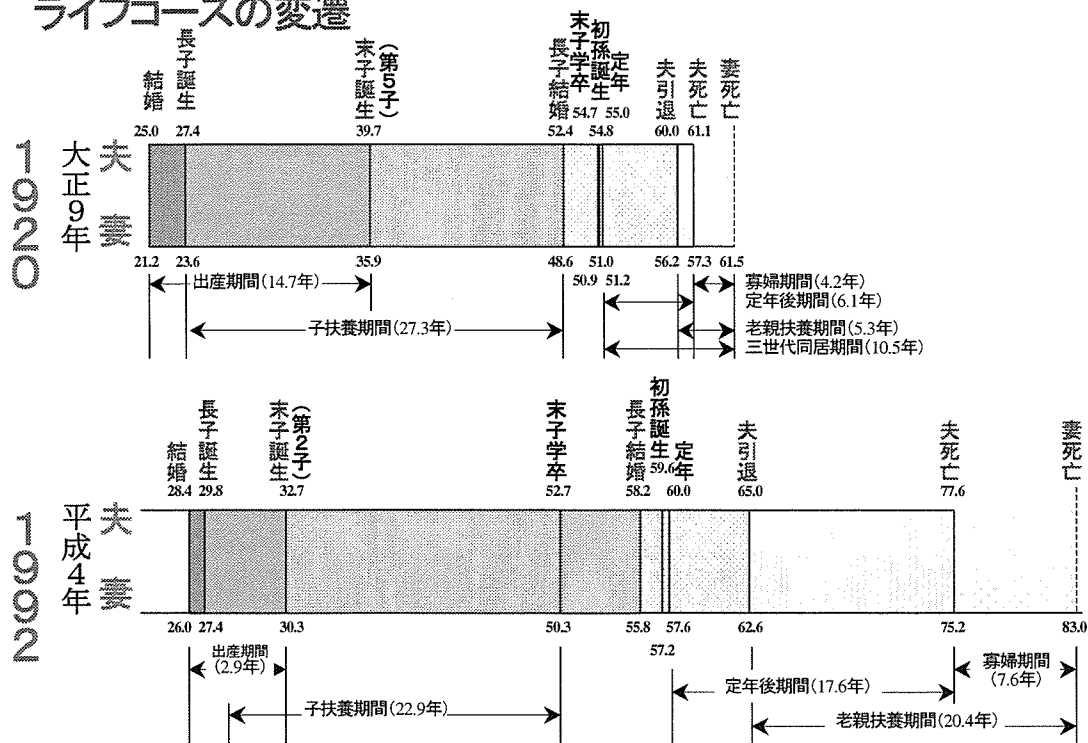 ライフコースの変遷
1920
大正9年
夫
妻
結婚
長子誕生
末子誕生
(第5子)
長子結婚
末子学卒
初孫誕生
定年
夫引退
夫死亡
妻死亡
25.0 27.4 39.7 52.4 54.7 54.8 55.0 60.0 61.1
21.2 23.6 35.9 48.6 50.9 51.0 51.2 56.2 57.3 61.5
出産期間(14.7年)
子扶養期間(27.3年)
寡婦期間(4.2年)
定年後期間(6.1年)
老親扶養期間(5.3年)
三世代同居期間(10.5年)
1992
平成4年
夫
妻
結婚
長子誕生
末子誕生
(第2子)
末子学卒
長子結婚
初孫誕生
定年
夫引退
夫死亡
妻死亡
28.4 29.8 32.7 52.7 58.2 59.6 60.0 65.0 77.6
26.0 27.4 30.3 50.3 55.8 57.2 57.6 62.6 75.2 83.0
出産期間
(2.9年)
子扶養期間(22.9年)
定年後期間(17.6年)
寡婦期間
(7.6年)
老親扶養期間(20.4年)